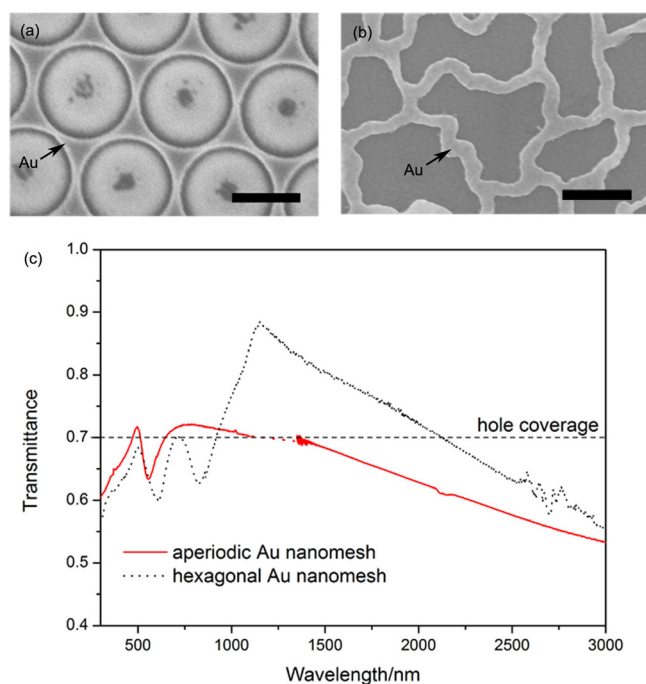 (a)
Au
(b)
Au
(c)
1.0
0.9
0.8
0.7
0.6
0.5
0.4
Transmittance
hole coverage
aperiodic Au nanomesh
hexagonal Au nanomesh
500 1000 1500 2000 2500 3000
Wavelength/nm